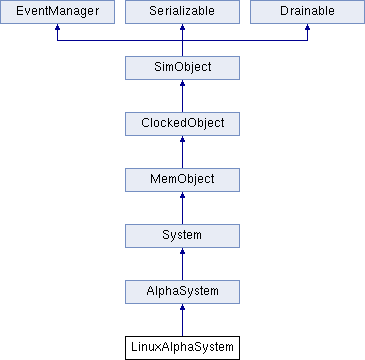 EventManager Serializable Drainable
SimObject
ClockedObject
MemObject
System
AlphaSystem
LinuxAlphaSystem